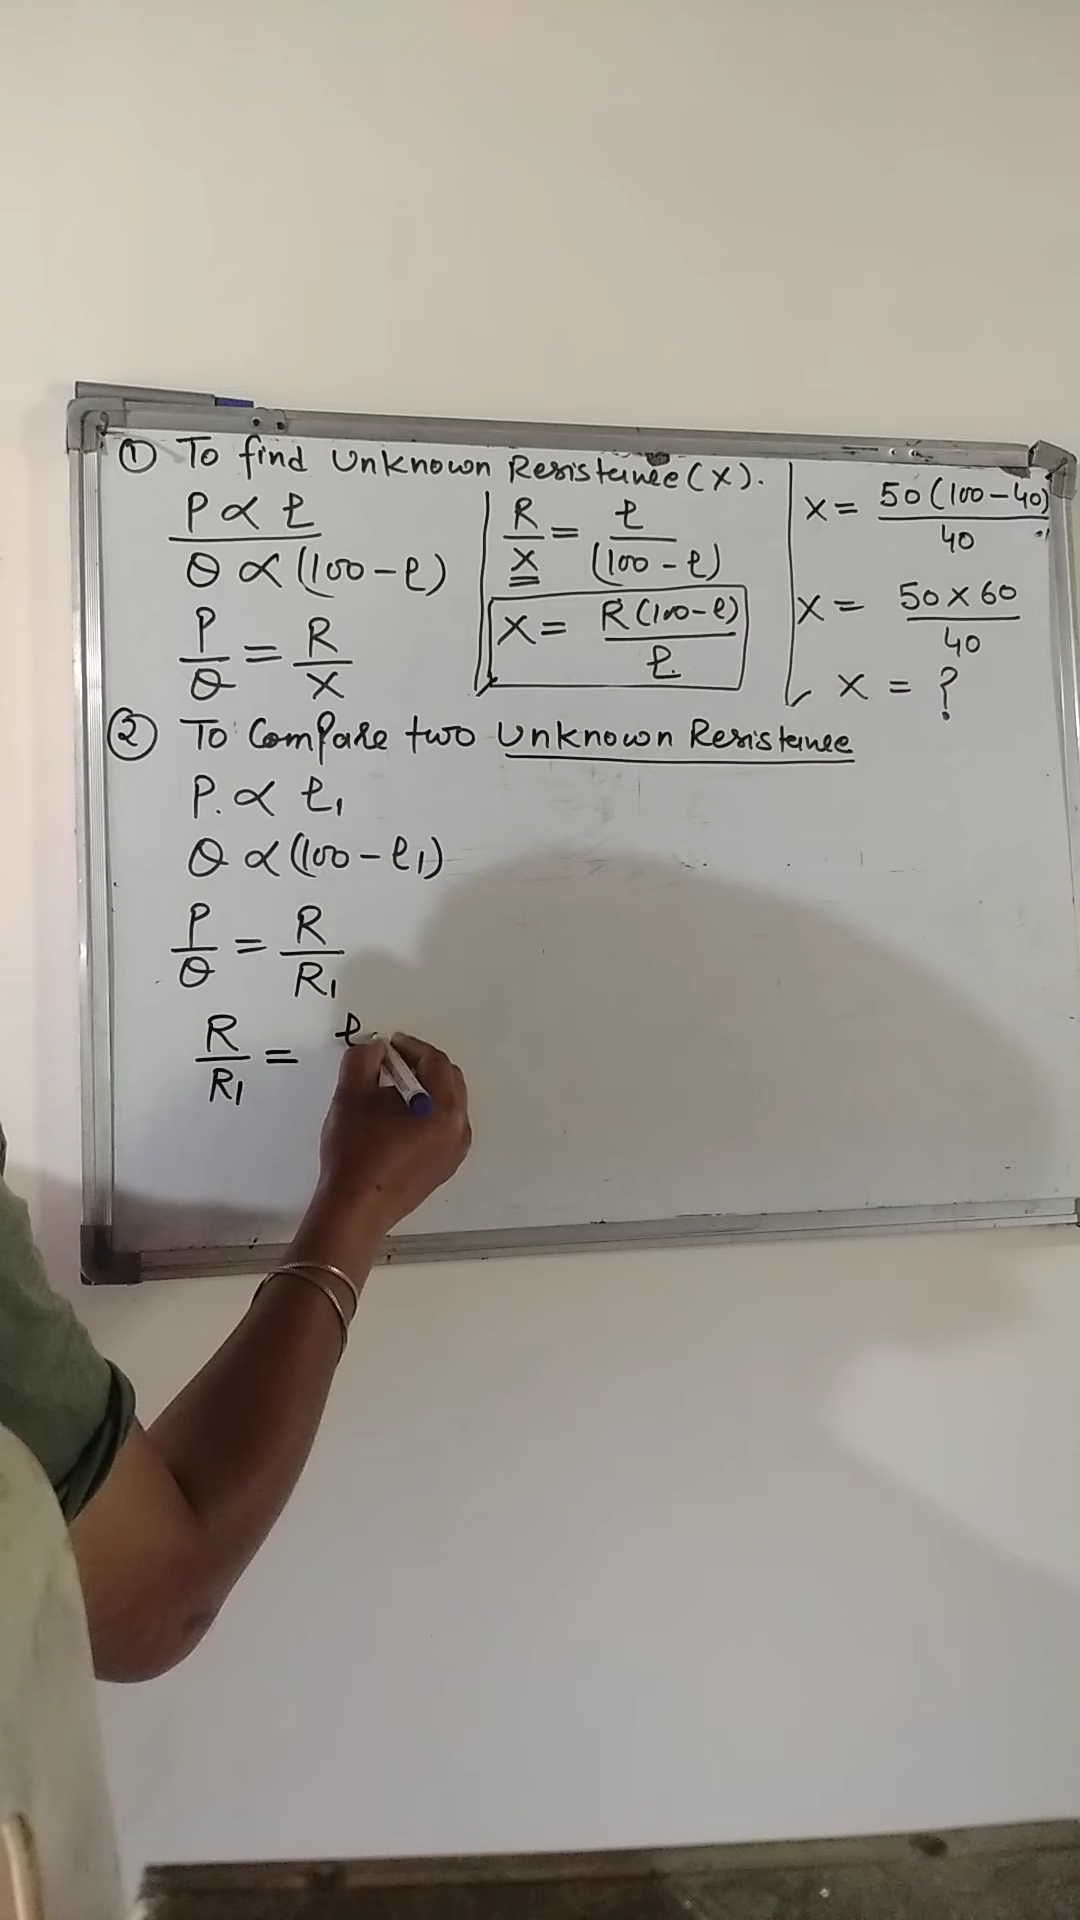 ① To find Unknown Resistance (X).
P ∝ ℓ
Q ∝ (100 - ℓ)
P/Q = R/X
R/X = ℓ/(100 - ℓ)
X = R(100-ℓ)/ℓ.
X = 50(100-40)/40
X = 50 X 60/40
X = ?
② To Compare two Unknown Resistance
P. ∝ ℓ₁
Q ∝ (100 - ℓ₁)
P/Q = R/R₁
R/R₁ = ℓ